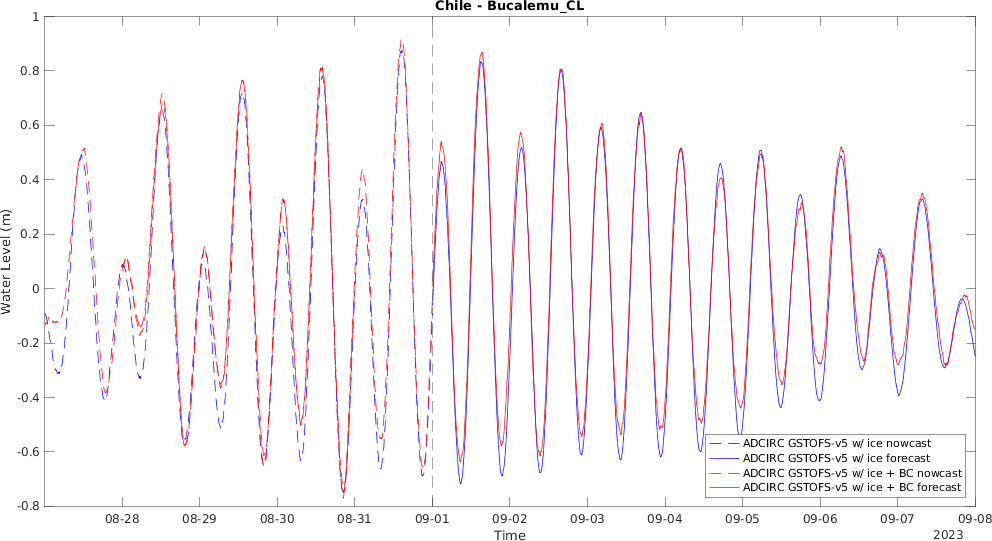 Chile - Bucalemu_CL
1
0.8
0.6
0.4
0.2
0
-0.2
-0.4
-0.6
-0.8
Water Level (m)
ADCIRC GSTOFS-v5 w/ ice nowcast
ADCIRC GSTOFS-v5 w/ ice forecast
ADCIRC GSTOFS-v5 w/ ice + BC nowcast
ADCIRC GSTOFS-v5 w/ ice + BC forecast
08-28 08-29 08-30 08-31 09-01 09-02 09-03 09-04 09-05 09-06 09-07 09-08
Time
2023